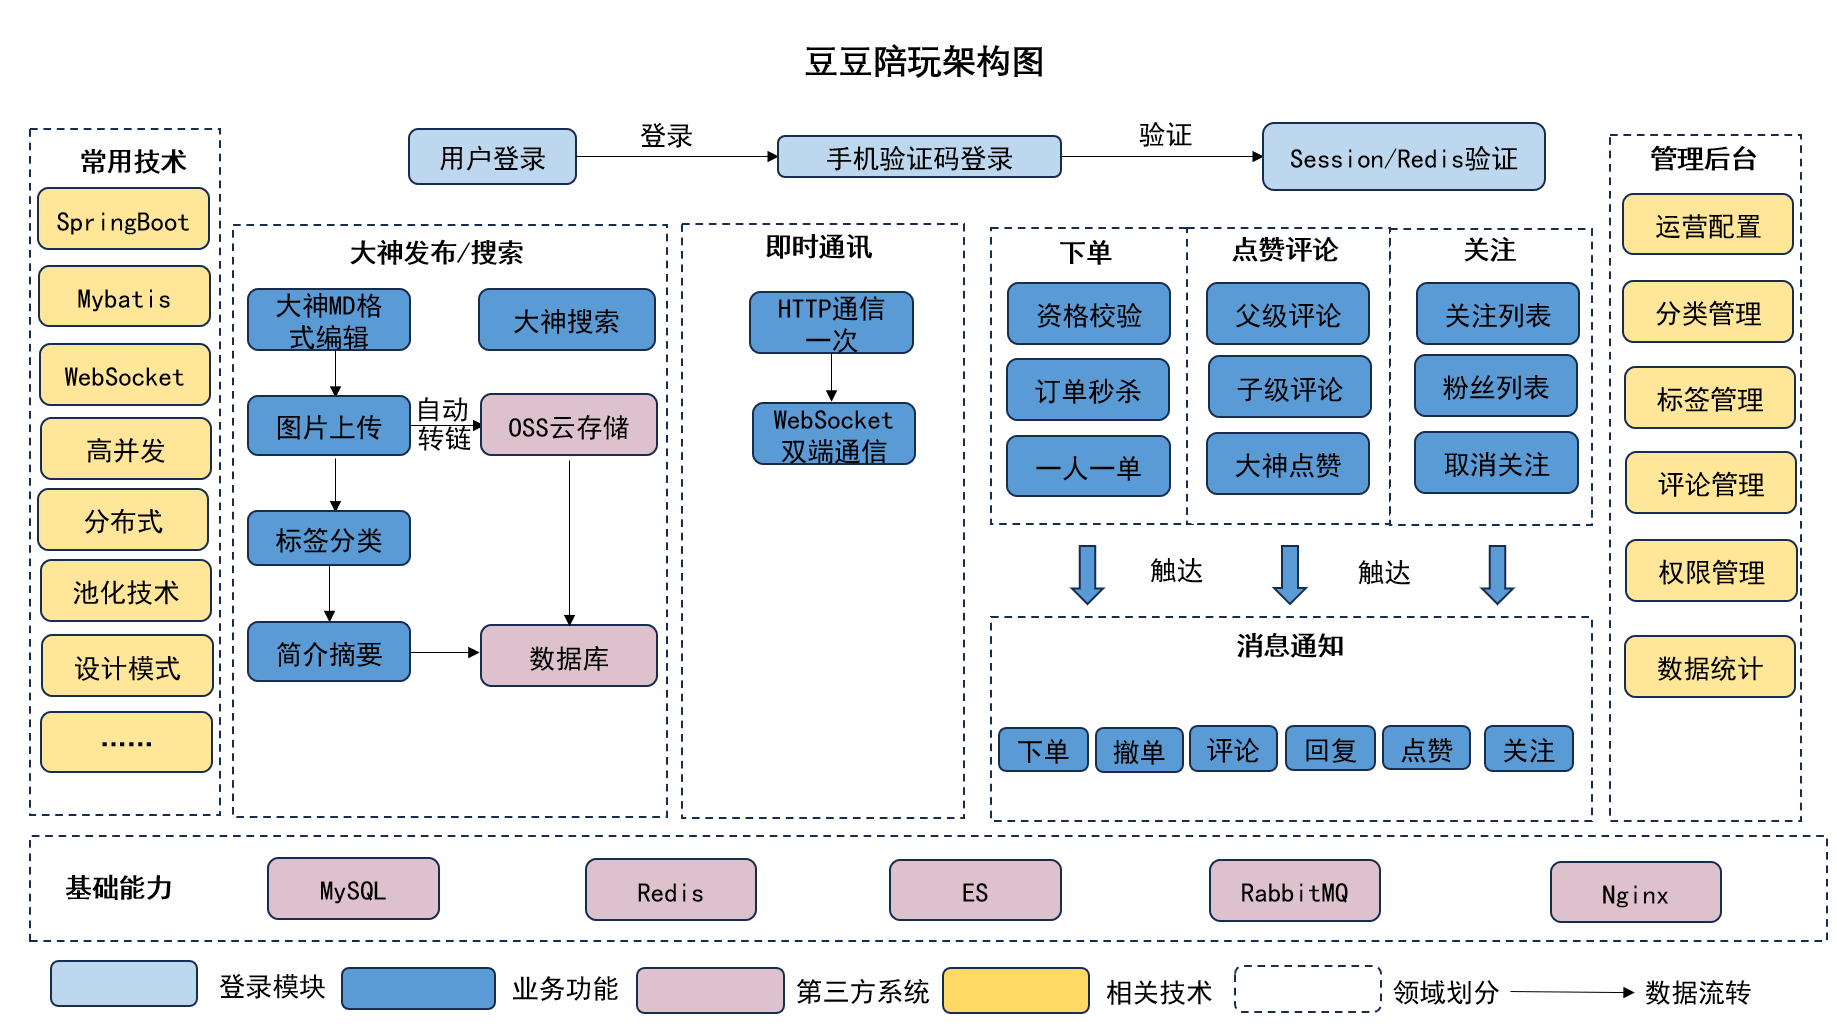 豆豆陪玩架构图
用户登录
登录
手机验证码登录
验证
Session/Redis验证
常用技术
SpringBoot
Mybatis
WebSocket
高并发
分布式
池化技术
设计模式
......
大神发布/搜索
大神MD格
式编辑
大神搜索
图片上传
自动
转链
OSS云存储
标签分类
简介摘要
数据库
即时通讯
HTTP通信
一次
WebSocket
双端通信
下单
资格校验
订单秒杀
一人一单
点赞评论
父级评论
子级评论
大神点赞
关注
关注列表
粉丝列表
取消关注
触达
触达
消息通知
下单
撤单
评论
回复
点赞
关注
管理后台
运营配置
分类管理
标签管理
评论管理
权限管理
数据统计
基础能力
MySQL
Redis
ES
RabbitMQ
Nginx
登录模块
业务功能
第三方系统
相关技术
领域划分
数据流转